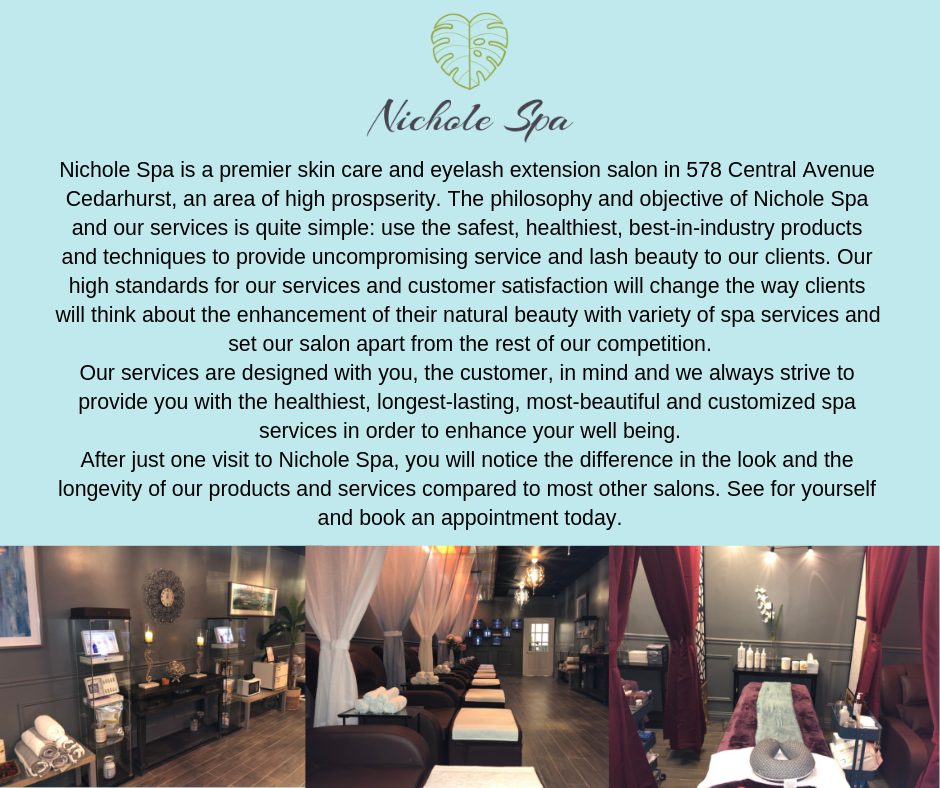 Nichole Spa
Nichole Spa is a premier skin care and eyelash extension salon in 578 Central Avenue
Cedarhurst, an area of high prospserity. The philosophy and objective of Nichole Spa
and our services is quite simple: use the safest, healthiest, best-in-industry products
and techniques to provide uncompromising service and lash beauty to our clients. Our
high standards for our services and customer satisfaction will change the way clients
will think about the enhancement of their natural beauty with variety of spa services and
set our salon apart from the rest of our competition.
Our services are designed with you, the customer, in mind and we always strive to
provide you with the healthiest, longest-lasting, most-beautiful and customized spa
services in order to enhance your well being.
After just one visit to Nichole Spa, you will notice the difference in the look and the
longevity of our products and services compared to most other salons. See for yourself
and book an appointment today.